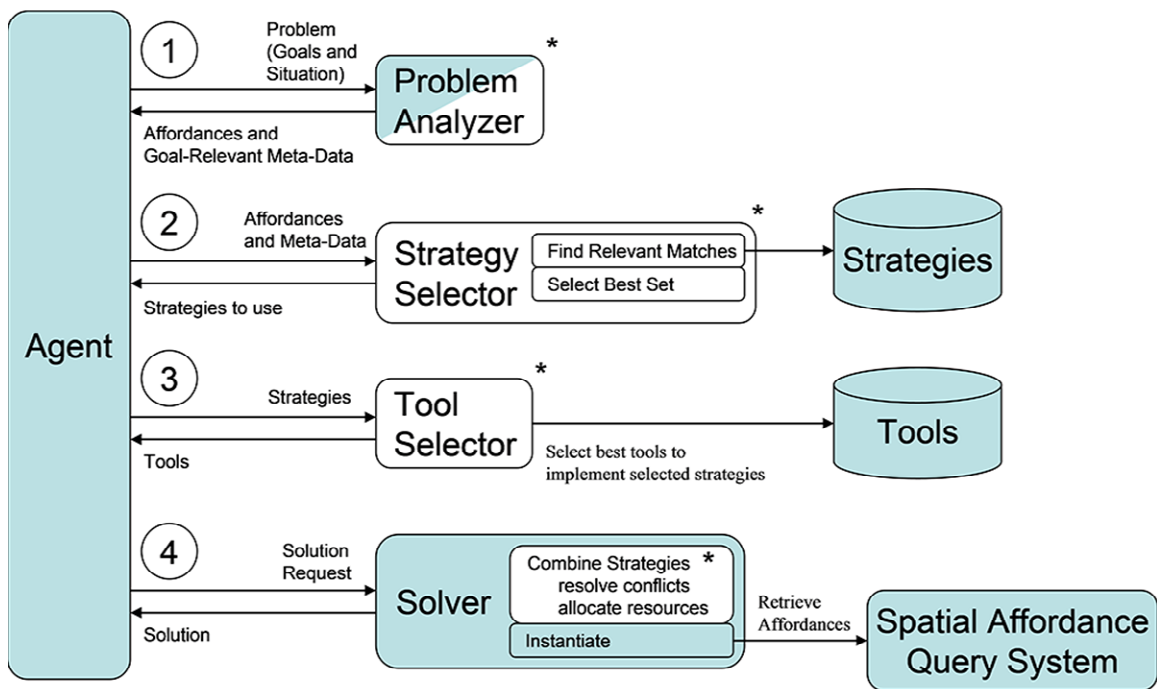 Agent
1
Problem
(Goals and
Situation)
*
Problem
Analyzer
Affordances and
Goal-Relevant Meta-Data
2
Affordances
and Meta-Data
*
Strategy
Selector
Find Relevant Matches
Select Best Set
Strategies
Strategies to use
3
Strategies
*
Tool
Selector
Tools
Tools
Select best tools to
implement selected strategies
4
Solution
Request
Solver
Combine Strategies *
resolve conflicts
allocate resources
Instantiate
Retrieve
Affordances
Spatial Affordance
Query System
Solution